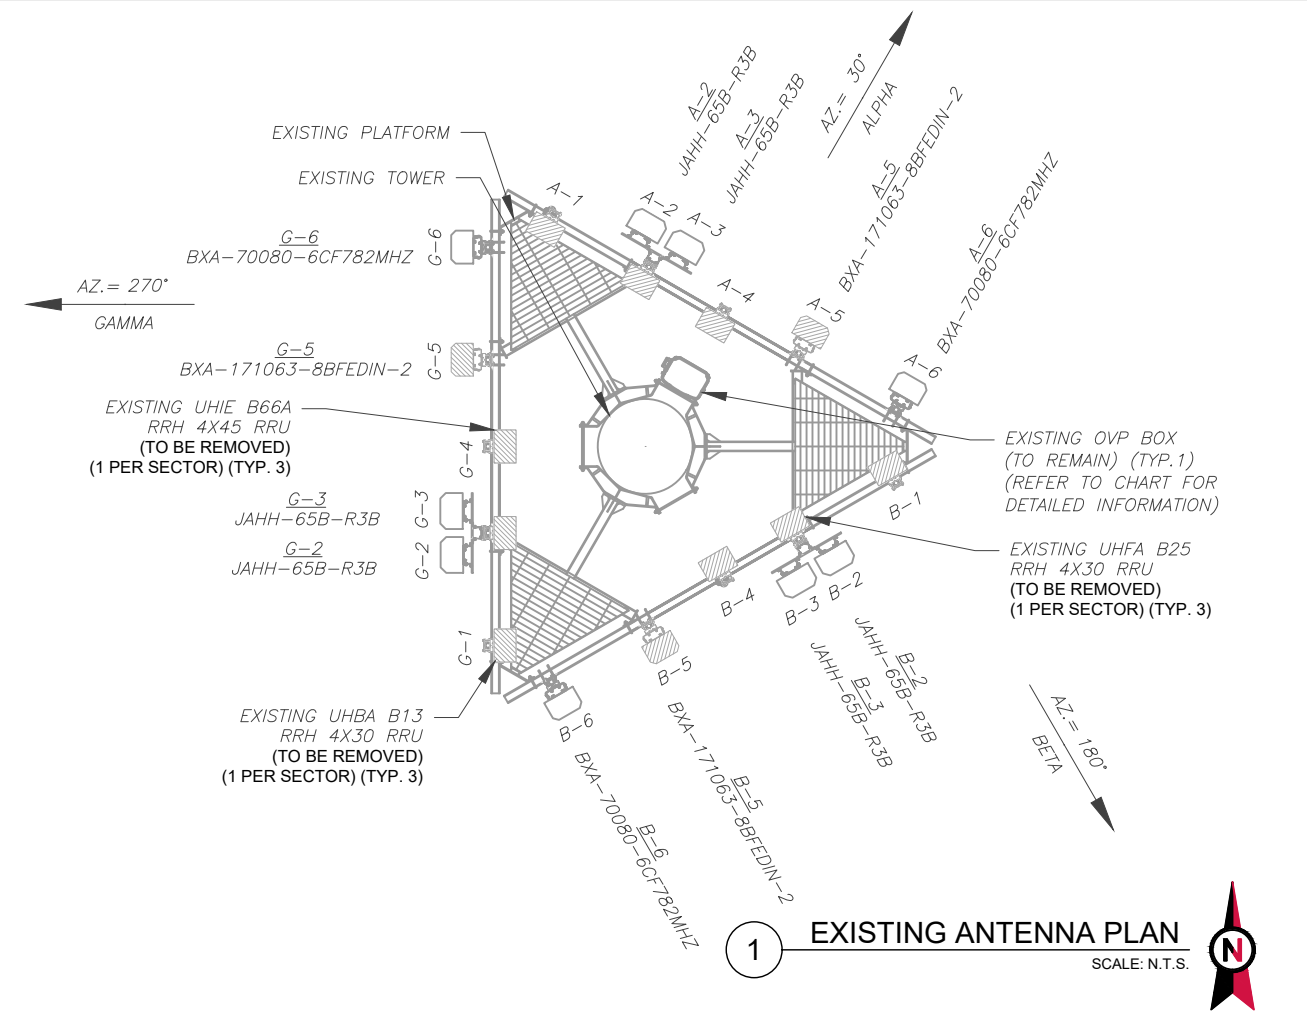 EXISTING PLATFORM
EXISTING TOWER
G-6
BXA-70080-6CF782MHZ
G-6
AZ.= 270°
GAMMA
G-5
BXA-171063-8BFEDIN-2
G-5
EXISTING UHIE B66A
RRH 4X45 RRU
(TO BE REMOVED)
(1 PER SECTOR) (TYP. 3)
G-4
G-3
JAHH-65B-R3B
G-3
G-2
JAHH-65B-R3B
G-2
G-1
EXISTING UHBA B13
RRH 4X30 RRU
(TO BE REMOVED)
(1 PER SECTOR) (TYP. 3)
A-1
A-2
A-3
A-4
A-5
A-6
A-2
JAHH-65B-R3B
A-3
JAHH-65B-R3B
AZ.= 30°
ALPHA
A-5
BXA-171063-8BFEDIN-2
A-6
BXA-70080-6CF782MHZ
EXISTING OVP BOX
(TO REMAIN) (TYP.1)
(REFER TO CHART FOR
DETAILED INFORMATION)
EXISTING UHFA B25
RRH 4X30 RRU
(TO BE REMOVED)
(1 PER SECTOR) (TYP. 3)
B-1
B-2
B-3
B-4
B-5
B-6
B-2
JAHH-65B-R3B
B-3
JAHH-65B-R3B
B-5
BXA-171063-8BFEDIN-2
B-6
BXA-70080-6CF782MHZ
AZ.= 180°
BETA
1
EXISTING ANTENNA PLAN
SCALE: N.T.S.
N